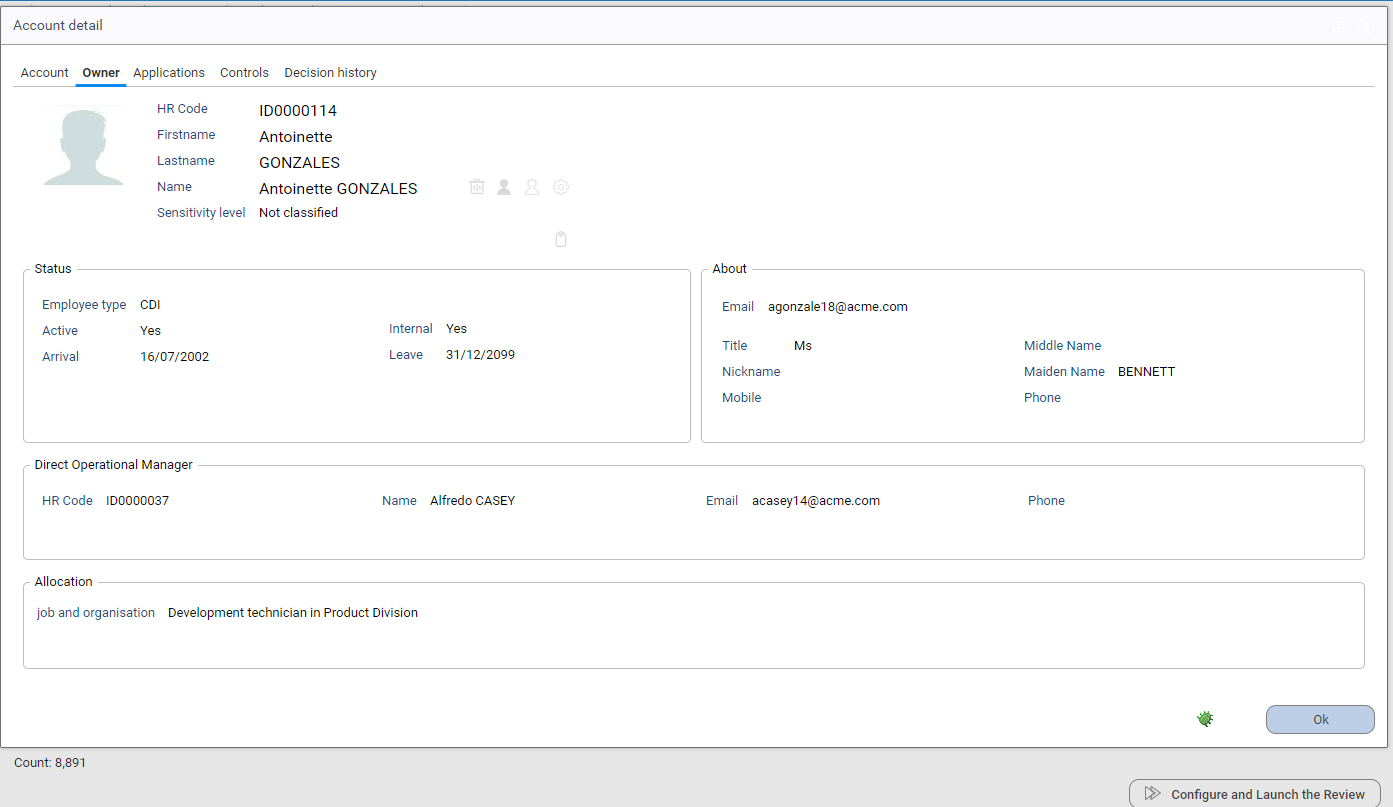 Account detail
Account Owner Applications Controls Decision history
HR Code ID0000114
Firstname Antoinette
Lastname GONZALES
Name Antoinette GONZALES
Sensitivity level Not classified
Status
Employee type CDI
Active Yes Internal Yes
Arrival 16/07/2002 Leave 31/12/2099
About
Email agonzale18@acme.com
Title Ms Middle Name
Nickname Maiden Name BENNETT
Mobile Phone
Direct Operational Manager
HR Code ID0000037 Name Alfredo CASEY Email acasey14@acme.com Phone
Allocation
job and organisation Development technician in Product Division
Ok
Count: 8,891
Configure and Launch the Review